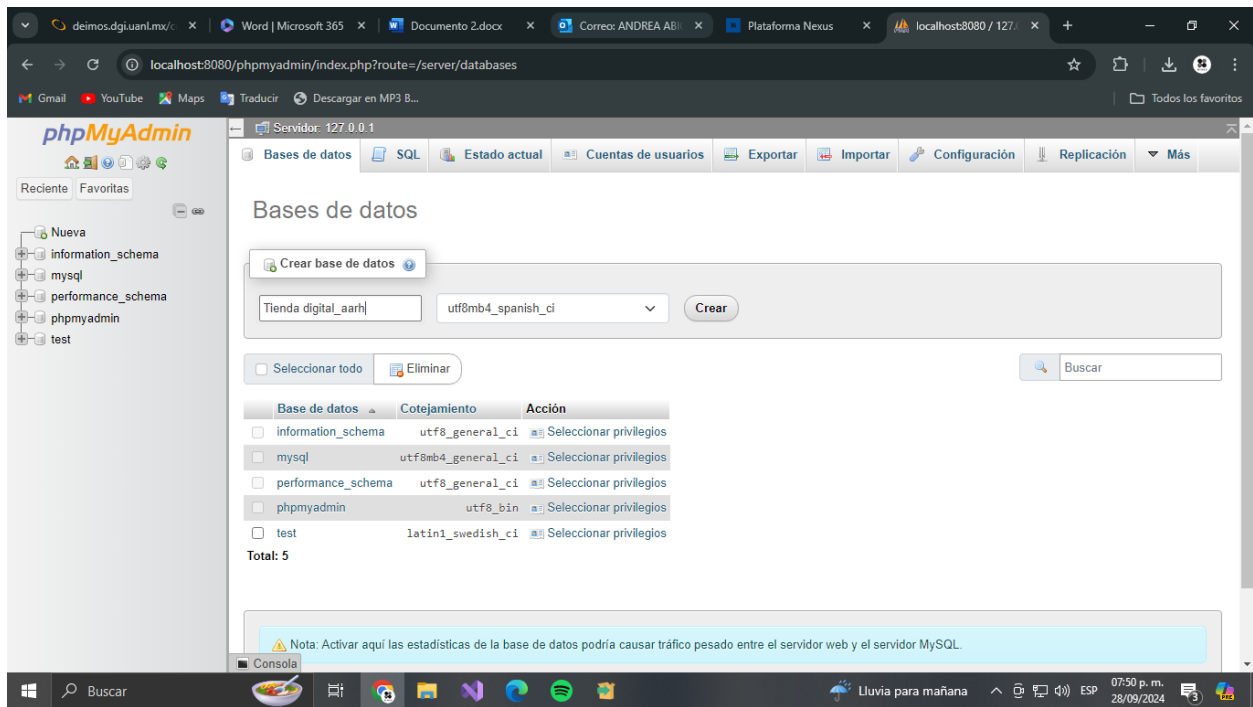 deimos.dgi.uanl.mx/c
Word | Microsoft 365
Documento 2.docx
Correo: ANDREA ABI
Plataforma Nexus
localhost:8080 / 127.
localhost:8080/phpmyadmin/index.php?route=/server/databases
Gmail
YouTube
Maps
Traducir
Descargar en MP3 B...
Todos los favoritos
phpMyAdmin
Reciente Favoritas
Nueva
information_schema
mysql
performance_schema
phpmyadmin
test
Servidor: 127.0.0.1
Bases de datos SQL Estado actual Cuentas de usuarios Exportar Importar Configuración Replicación Más
Bases de datos
Crear base de datos
Tienda digital_aarh utf8mb4_spanish_ci Crear
Seleccionar todo Eliminar Buscar
Base de datos Cotejamiento Acción
information_schema utf8_general_ci Seleccionar privilegios
mysql utf8mb4_general_ci Seleccionar privilegios
performance_schema utf8_general_ci Seleccionar privilegios
phpmyadmin utf8_bin Seleccionar privilegios
test latin1_swedish_ci Seleccionar privilegios
Total: 5
Nota: Activar aquí las estadísticas de la base de datos podría causar tráfico pesado entre el servidor web y el servidor MySQL.
Consola
Buscar
Lluvia para mañana
ESP
07:50 p. m.
28/09/2024
3
PRE